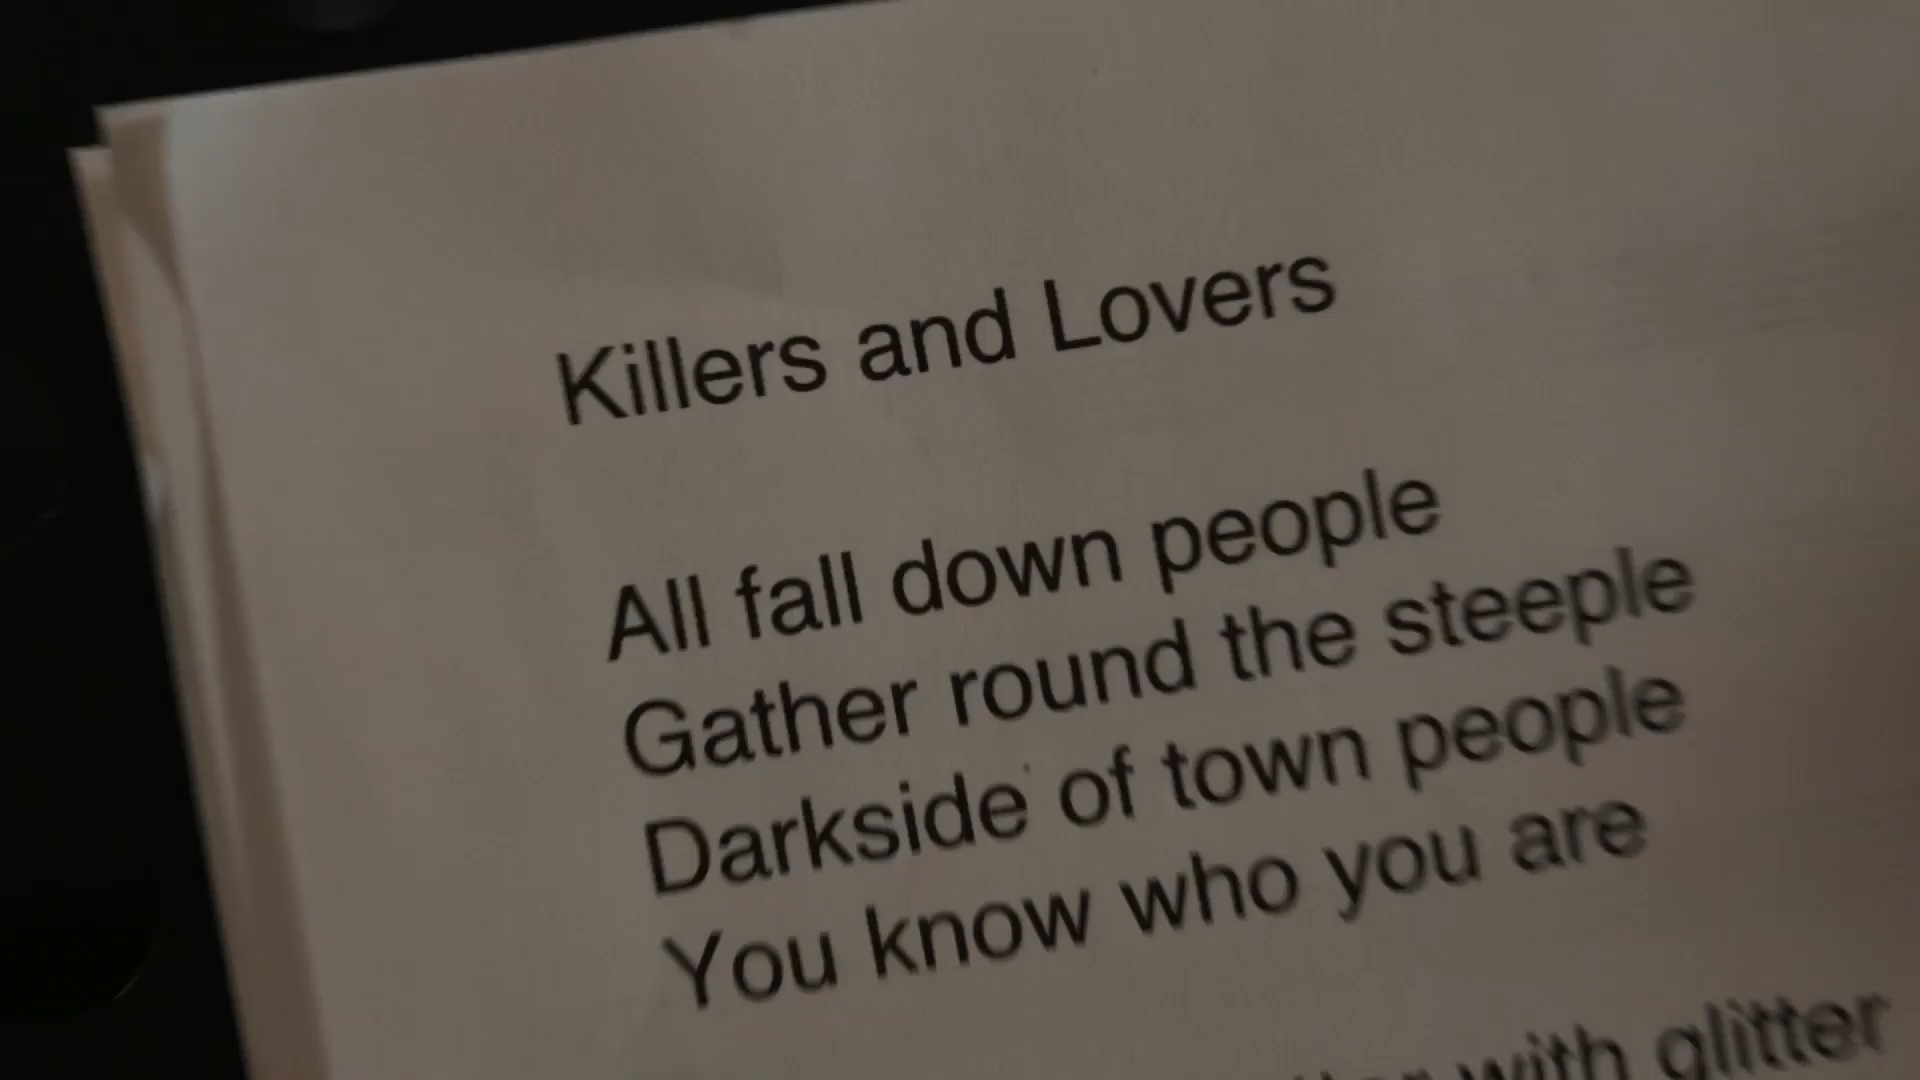 Killers and Lovers
All fall down people
Gather round the steeple
Darkside of town people
You know who you are
with glitter